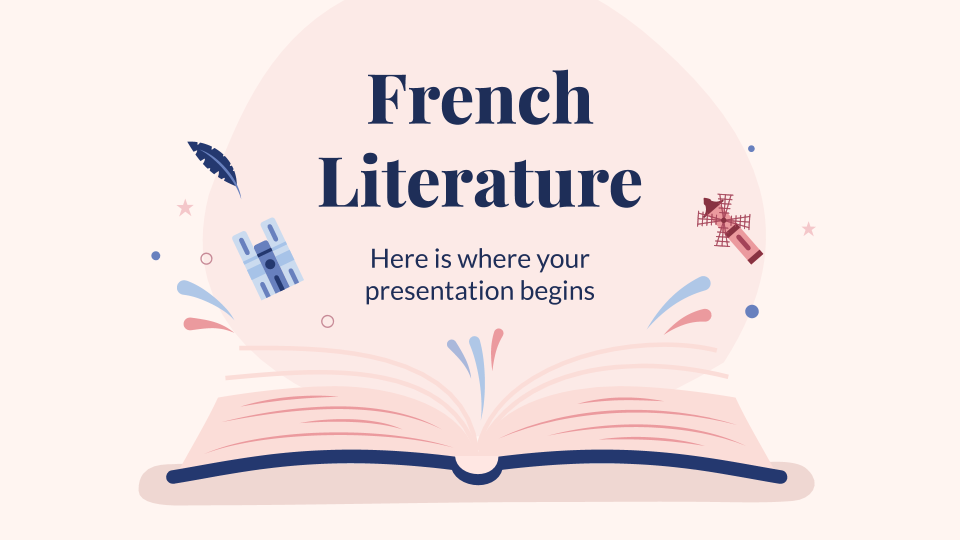 French
Literature
Here is where your
presentation begins